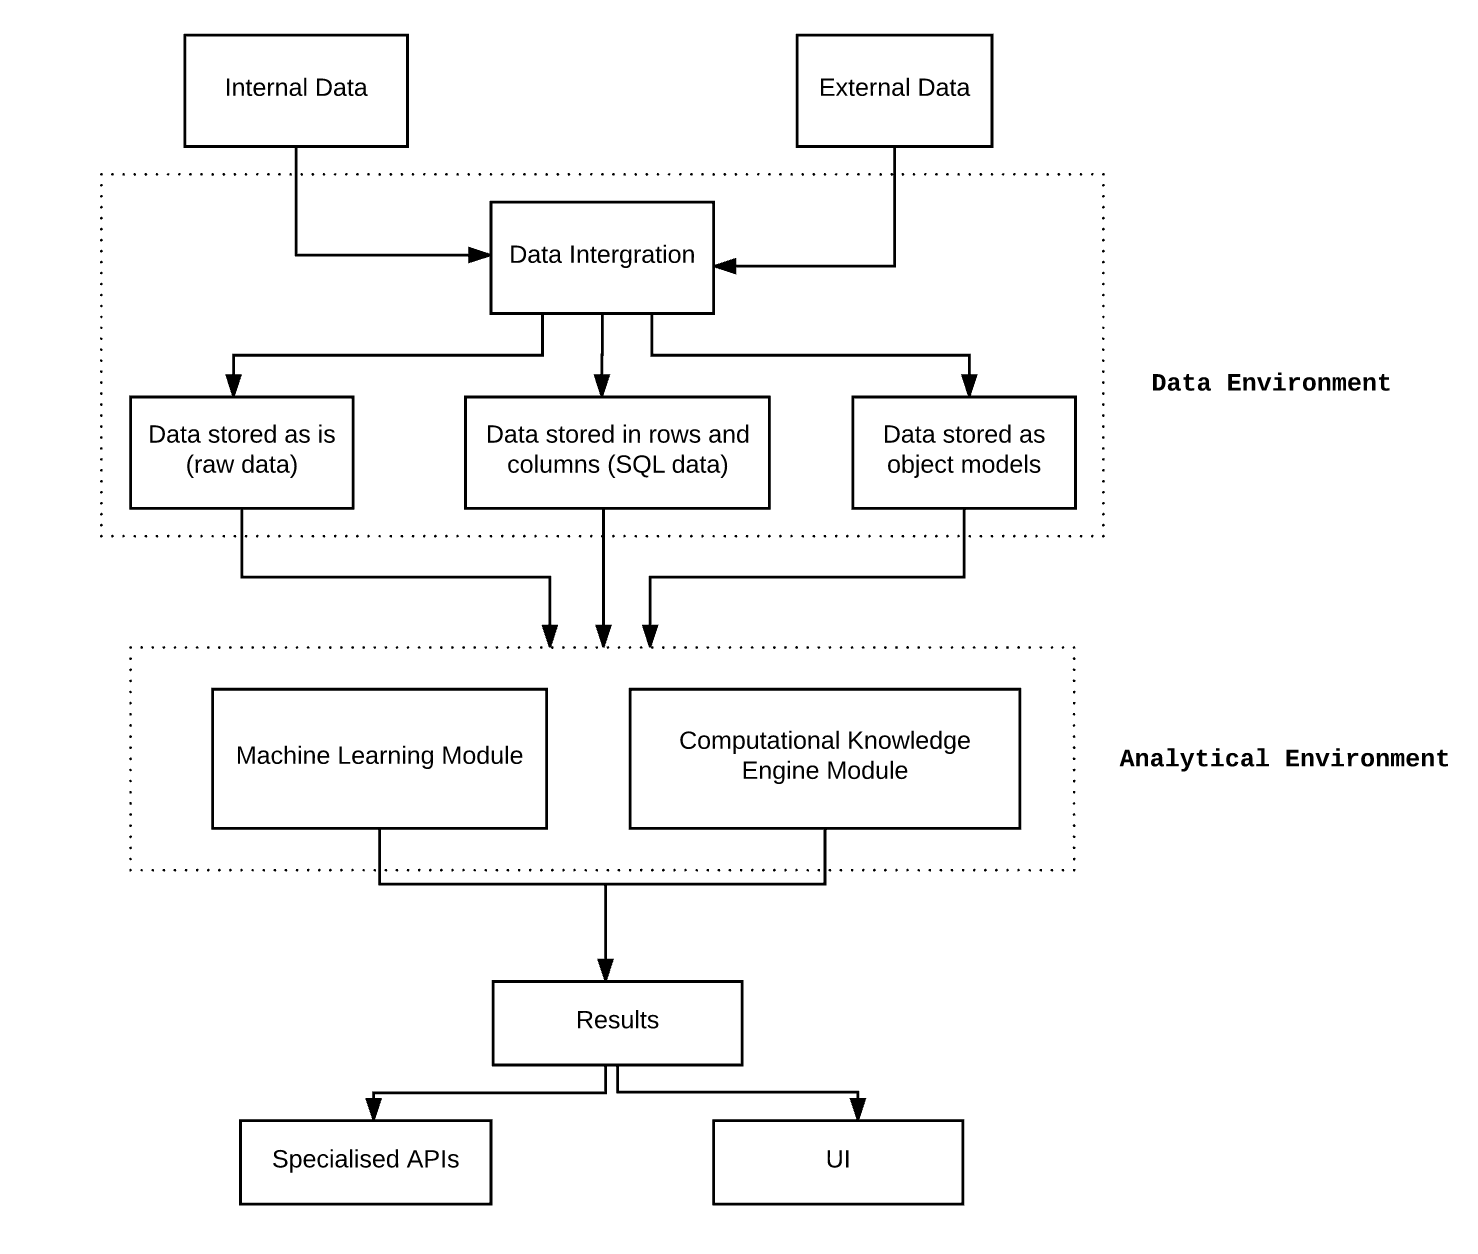 Internal Data
External Data
Data Intergration
Data Environment
Data stored as is
(raw data)
Data stored in rows and
columns (SQL data)
Data stored as
object models
Machine Learning Module
Computational Knowledge
Engine Module
Analytical Environment
Results
Specialised APIs
UI